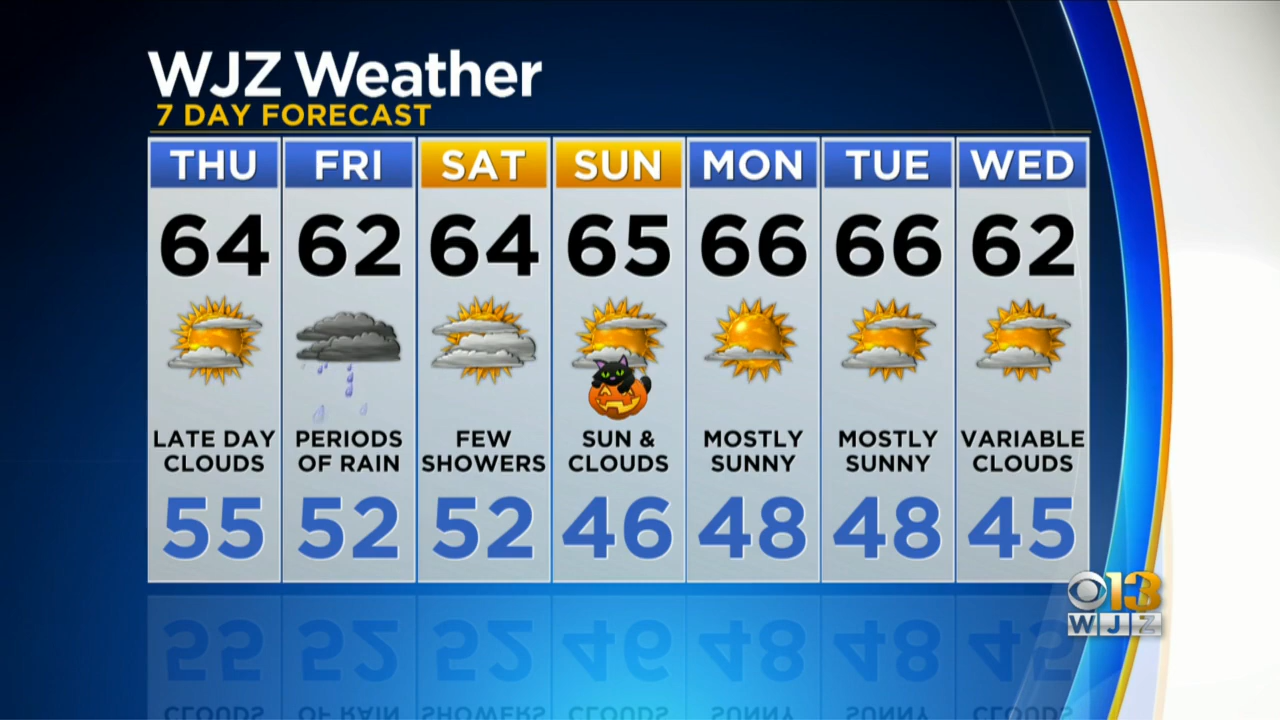 WJZ Weather
7 DAY FORECAST
THU FRI SAT SUN MON TUE WED
64 62 64 65 66 66 62
LATE DAY PERIODS FEW SUN & MOSTLY MOSTLY VARIABLE
CLOUDS OF RAIN SHOWERS CLOUDS SUNNY SUNNY CLOUDS
55 52 52 46 48 48 45
13
WJZ